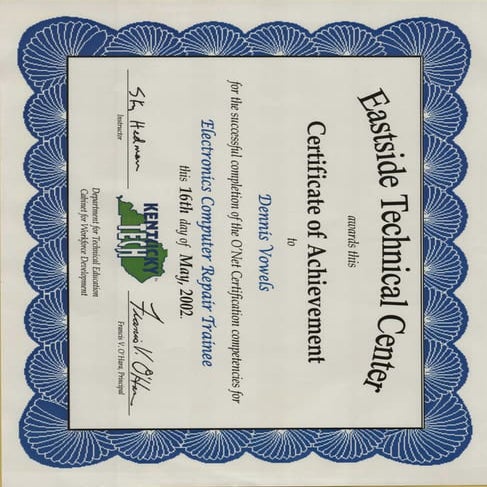 Eastside Technical Center
awards this
Certificate of Achievement
to
Dennis Vowels
for the successful completion of the O'Net Certification competencies for
Electronics Computer Repair Trainee
this 16th day of May, 2002.
Instructor
KENTUCKY
TECH
Francis V. O'Hara, Principal
Department for Technical Education
Cabinet for Workforce Development